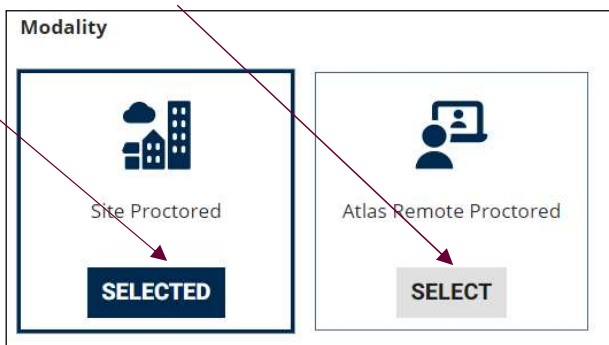 Modality
Site Proctored
Atlas Remote Proctored
SELECTED
SELECT